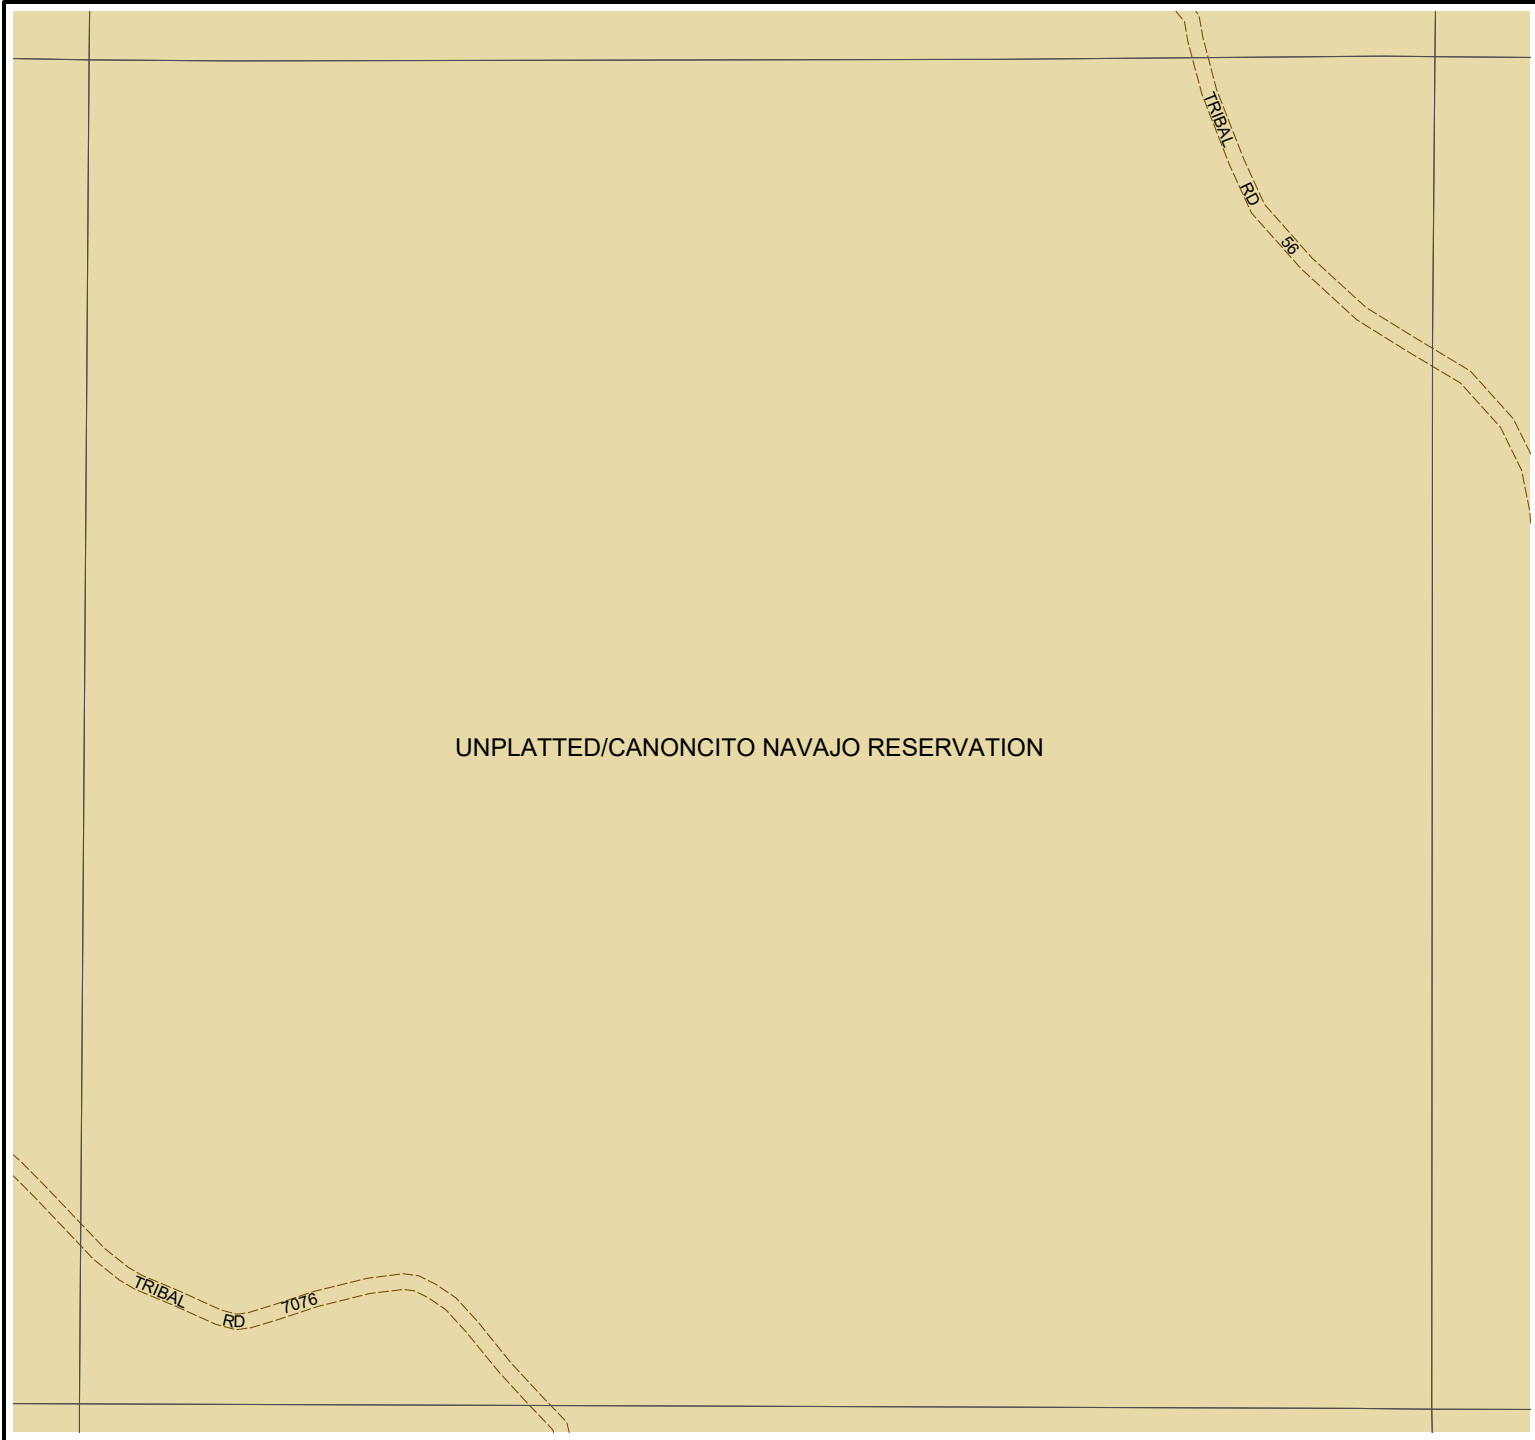 TRIBAL RD 56
UNPLATTED/CANONCITO NAVAJO RESERVATION
TRIBAL RD 7076